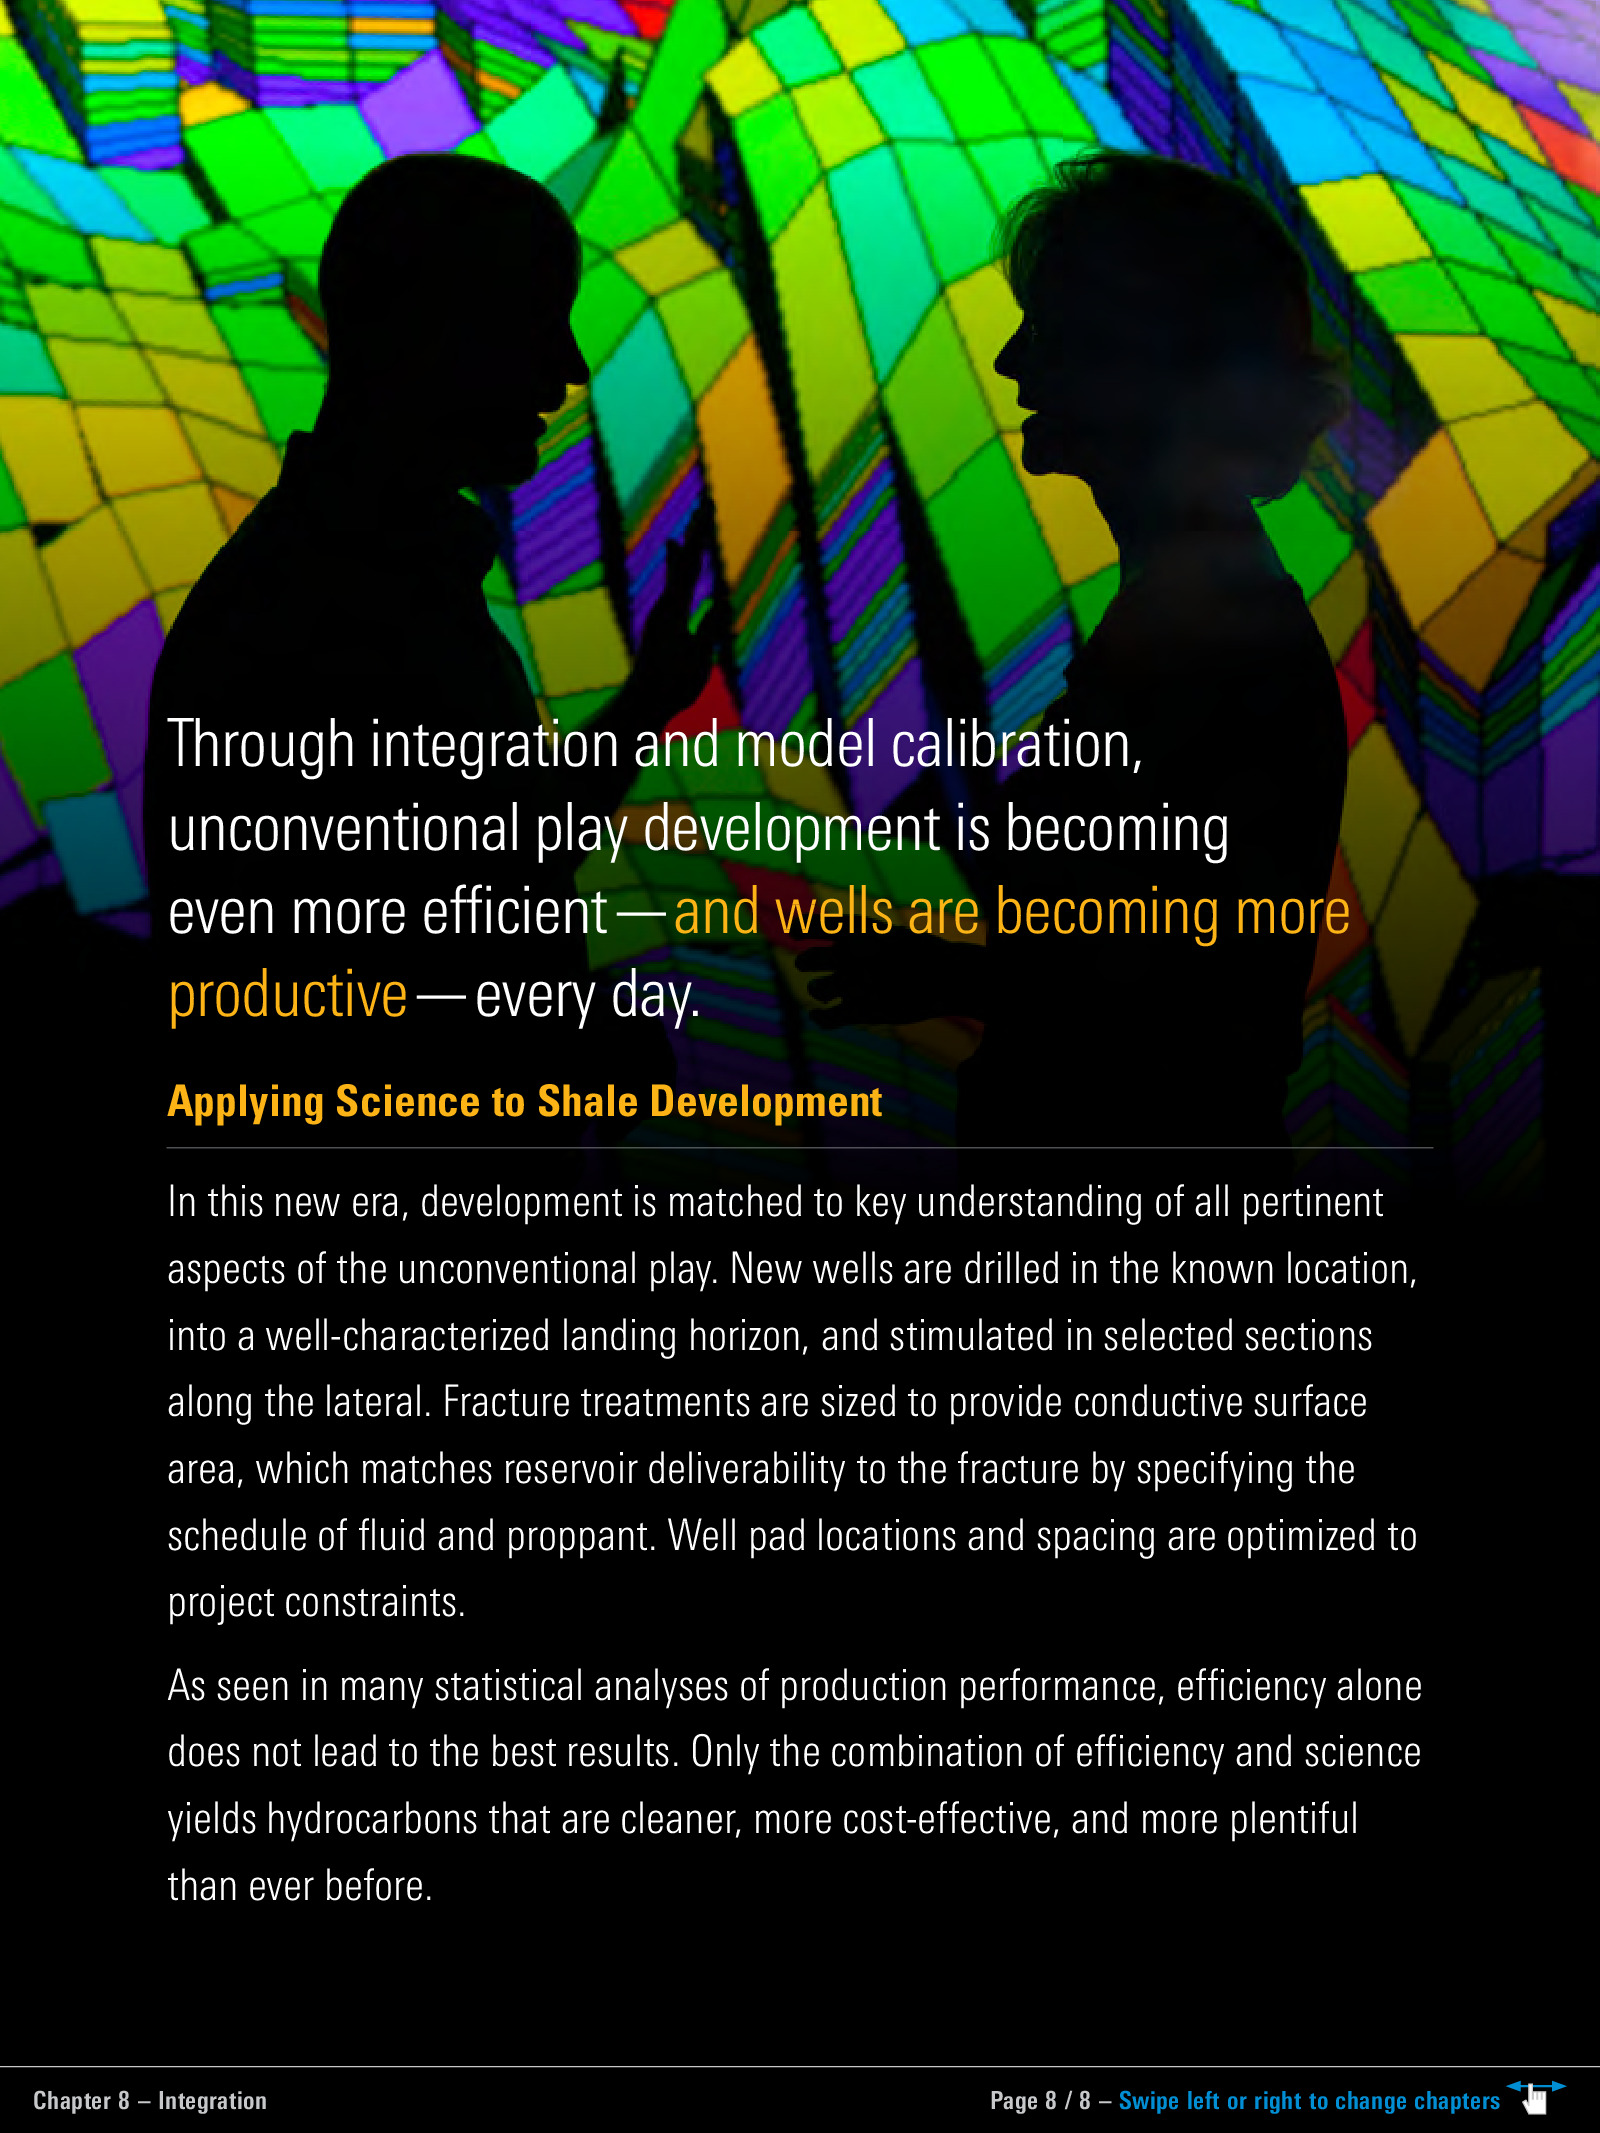 Through integration and model calibration,
unconventional play development is becoming
even more efficient—and wells are becoming more
productive—every day.
Applying Science to Shale Development
In this new era, development is matched to key understanding of all pertinent
aspects of the unconventional play. New wells are drilled in the known location,
into a well-characterized landing horizon, and stimulated in selected sections
along the lateral. Fracture treatments are sized to provide conductive surface
area, which matches reservoir deliverability to the fracture by specifying the
schedule of fluid and proppant. Well pad locations and spacing are optimized to
project constraints.
As seen in many statistical analyses of production performance, efficiency alone
does not lead to the best results. Only the combination of efficiency and science
yields hydrocarbons that are cleaner, more cost-effective, and more plentiful
than ever before.
Chapter 8 – Integration
Page 8 / 8 – Swipe left or right to change chapters